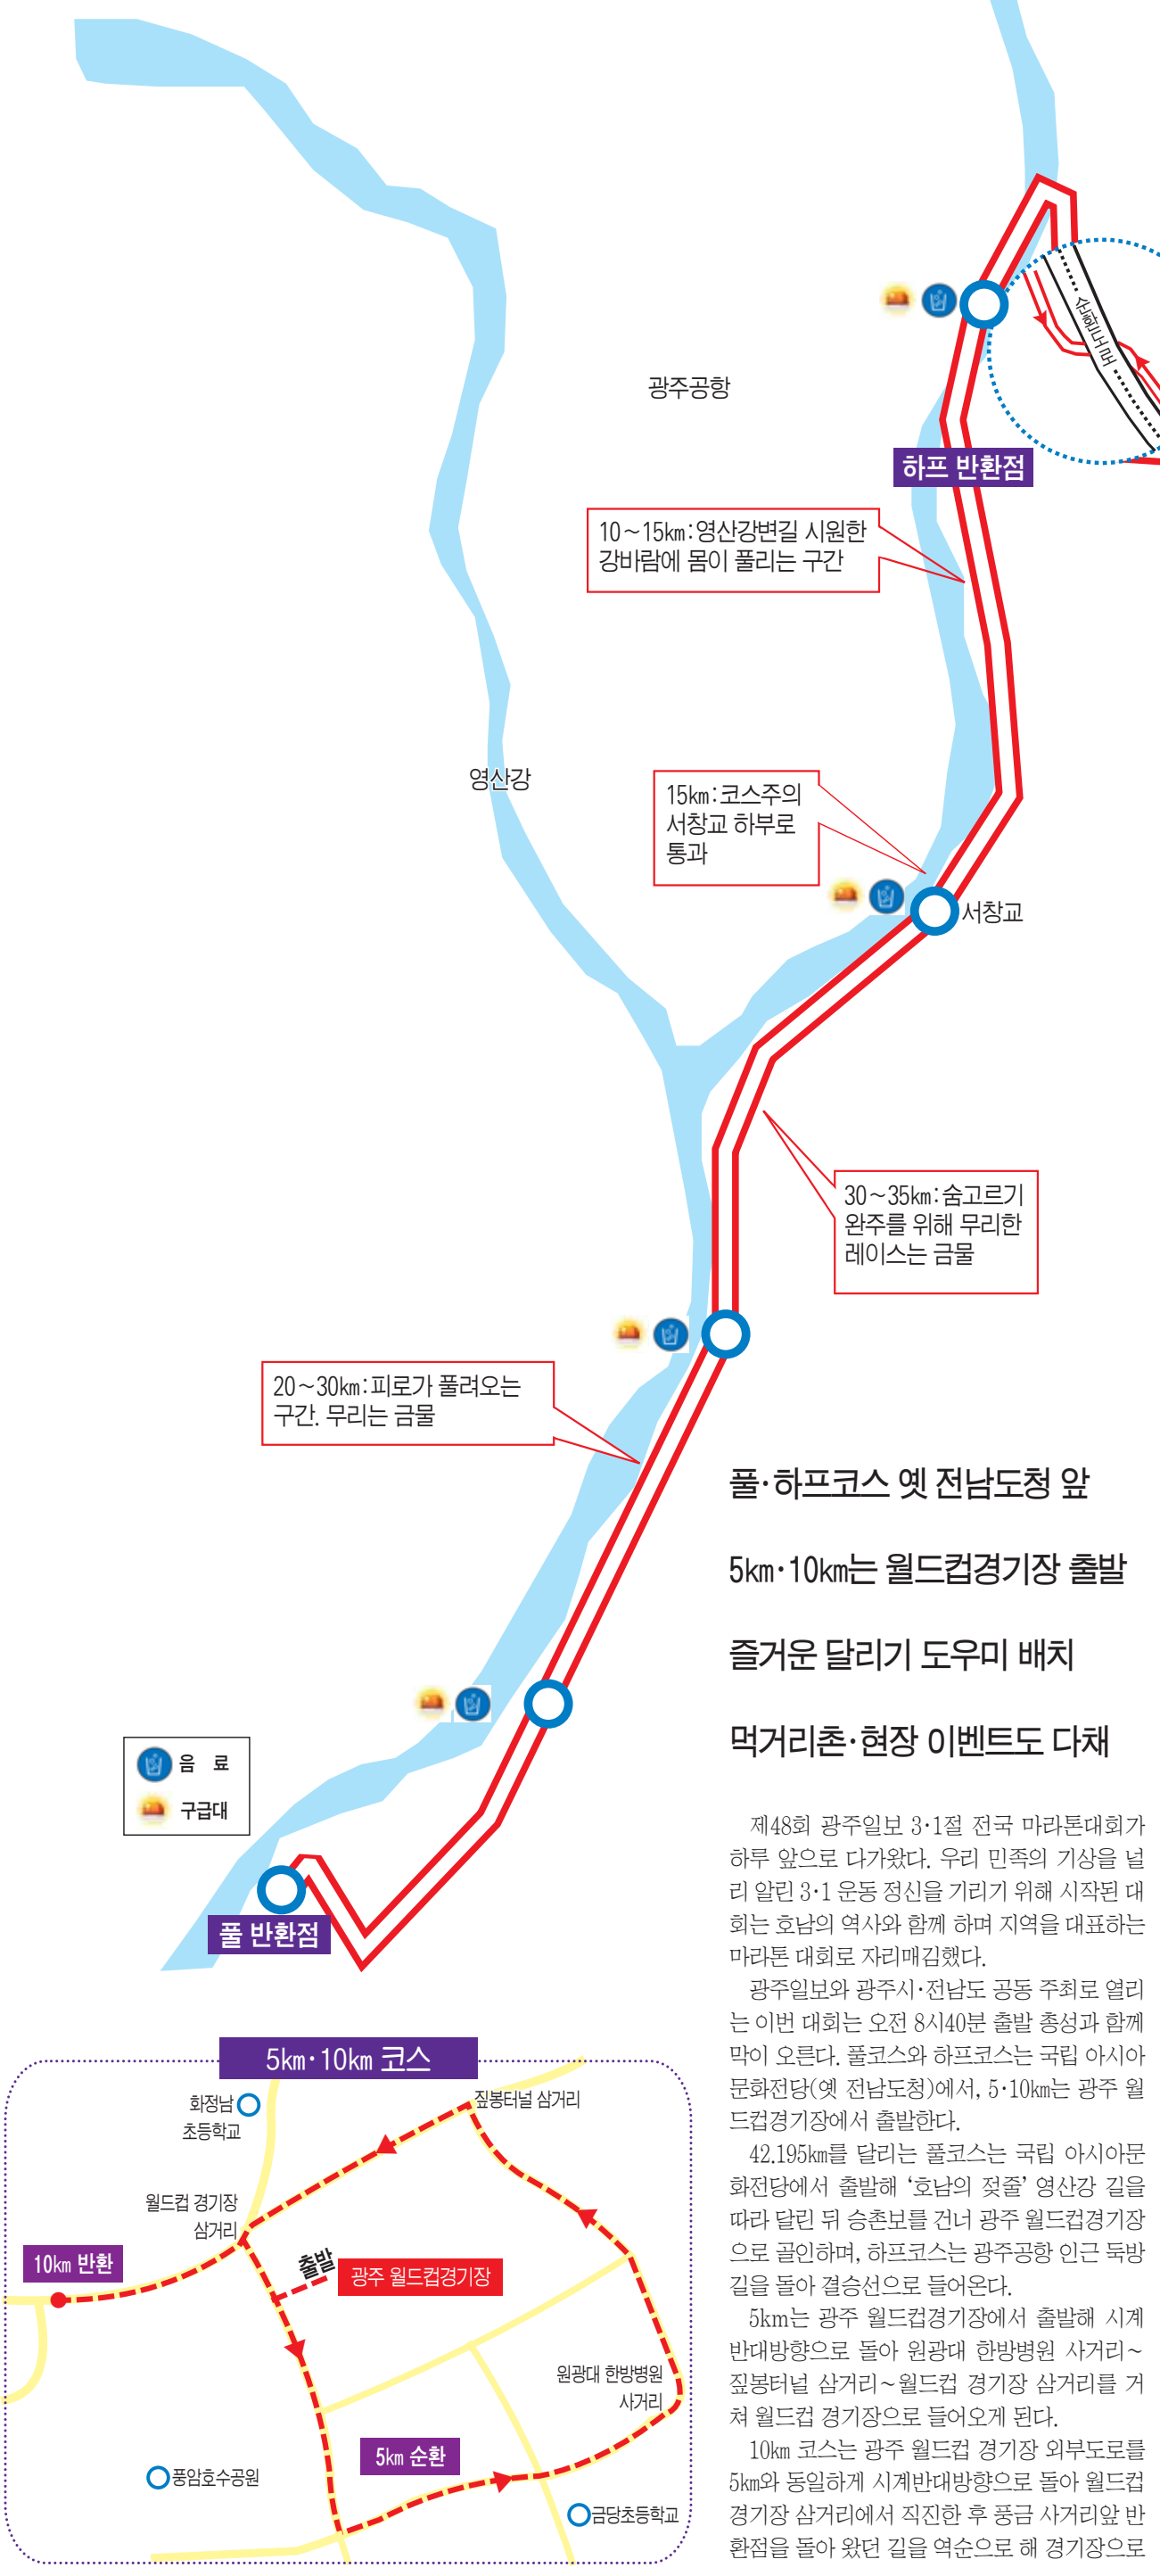 순환도로
광주공항
하프 반환점
10~15km:영산강변길 시원한
강바람에 몸이 풀리는 구간
영산강
15km:코스주의
서창교 하부로
통과
서창교
30~35km:숨고르기
완주를 위해 무리한
레이스는 금물
20~30km:피로가 풀려오는
구간. 무리는 금물
음 료
구급대
풀 반환점
풀·하프코스 옛 전남도청 앞
5km·10km는 월드컵경기장 출발
즐거운 달리기 도우미 배치
먹거리촌·현장 이벤트도 다채
제48회 광주일보 3·1절 전국 마라톤대회가
하루 앞으로 다가왔다. 우리 민족의 기상을 널
리 알린 3·1 운동 정신을 기리기 위해 시작된 대
회는 호남의 역사와 함께 하며 지역을 대표하는
마라톤 대회로 자리매김했다.
광주일보와 광주시·전남도 공동 주최로 열리
는 이번 대회는 오전 8시40분 출발 총성과 함께
막이 오른다. 풀코스와 하프코스는 국립 아시아
문화전당(옛 전남도청)에서, 5·10km는 광주 월
드컵경기장에서 출발한다.
42.195km를 달리는 풀코스는 국립 아시아문
화전당에서 출발해 ‘호남의 젖줄’ 영산강 길을
따라 달린 뒤 승촌보를 건너 광주 월드컵경기장
으로 골인하며, 하프코스는 광주공항 인근 둑방
길을 돌아 결승선으로 들어온다.
5km는 광주 월드컵경기장에서 출발해 시계
반대방향으로 돌아 원광대 한방병원 사거리~
짚봉터널 삼거리~월드컵 경기장 삼거리를 거
쳐 월드컵 경기장으로 들어오게 된다.
10km 코스는 광주 월드컵 경기장 외부도로를
5km와 동일하게 시계반대방향으로 돌아 월드컵
경기장 삼거리에서 직진한 후 풍금 사거리앞 반
환점을 돌아 왔던 길을 역순으로 해 경기장으로
5km·10km 코스
화정남
초등학교
짚봉터널 삼거리
월드컵 경기장
삼거리
10km 반환
출발
광주 월드컵경기장
원광대 한방병원
사거리
5km 순환
풍암호수공원
금당초등학교